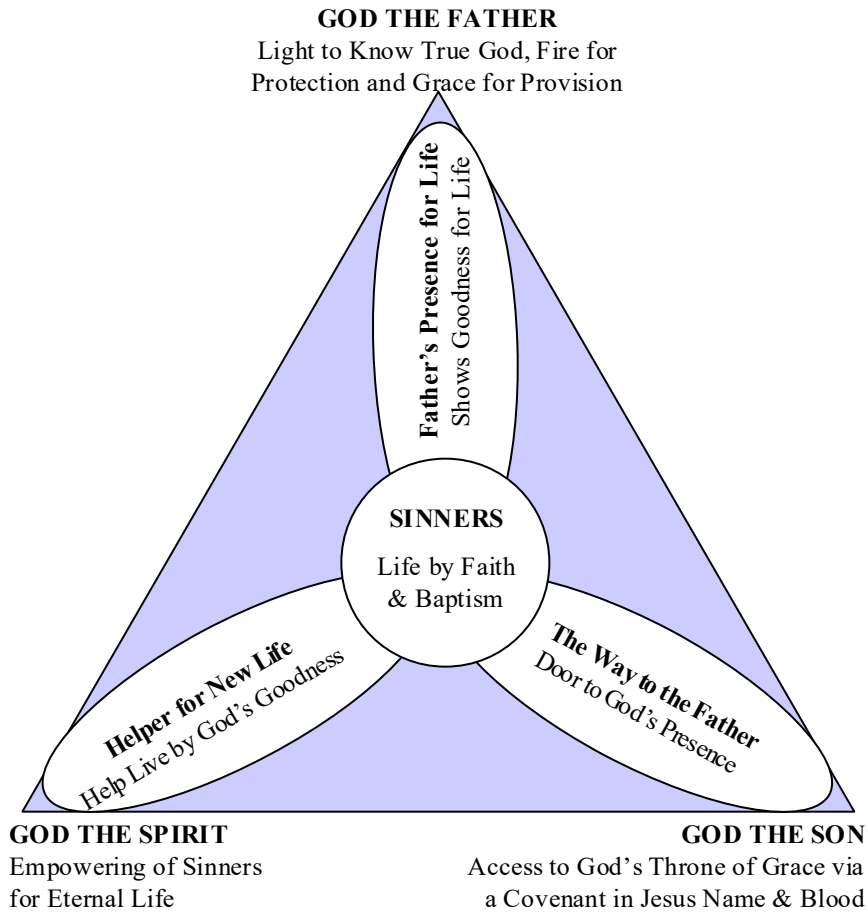 GOD THE FATHER
Light to Know True God, Fire for
Protection and Grace for Provision
Father’s Presence for Life
Shows Goodness for Life
SINNERS
Life by Faith
& Baptism
Helper for New Life
Help Live by God’s Goodness
The Way to the Father
Door to God’s Presence
GOD THE SPIRIT
Empowering of Sinners
for Eternal Life
GOD THE SON
Access to God’s Throne of Grace via
a Covenant in Jesus Name & Blood